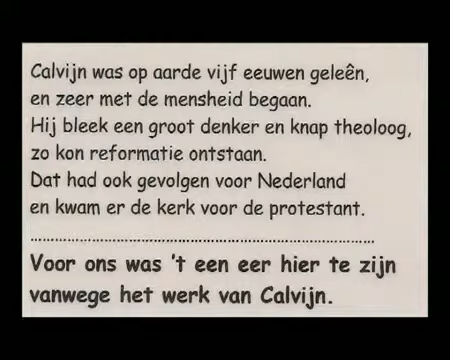 Calvijn was op aarde vijf eeuwen geleên,
en zeer met de mensheid begaan.
Hij bleek een groot denker en knap theoloog,
zo kon reformatie ontstaan.
Dat had ook gevolgen voor Nederland
en kwam er de kerk voor de protestant.
................................................................................
Voor ons was 't een eer hier te zijn
vanwege het werk van Calvijn.